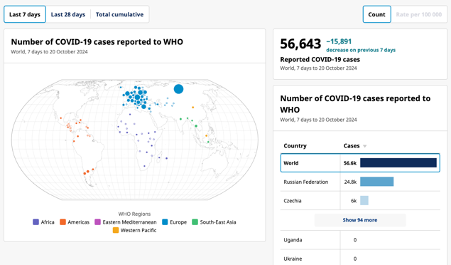 Last 7 days
Last 28 days
Total cumulative
Count
Rate per 100 000
Number of COVID-19 cases reported to WHO
World, 7 days to 20 October 2024
WHO Regions
Africa
Americas
Eastern Mediterranean
Europe
South-East Asia
Western Pacific
56,643
−15,891
decrease on previous 7 days
Reported COVID-19 cases
World, 7 days to 20 October 2024
Number of COVID-19 cases reported to
WHO
World, 7 days to 20 October 2024
Country Cases
World 56.6k
Russian Federation 24.8k
Czechia 6k
Show 94 more
Uganda 0
Ukraine 0